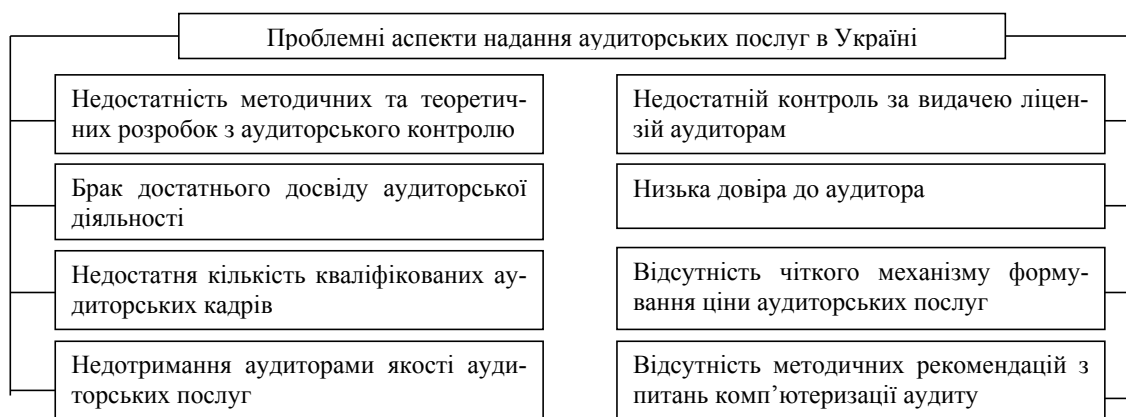 Проблемні аспекти надання аудиторських послуг в Україні
Недостатність методичних та теоретич-
них розробок з аудиторського контролю
Брак достатнього досвіду аудиторської
діяльності
Недостатня кількість кваліфікованих ау-
диторських кадрів
Недотримання аудиторами якості ауди-
торських послуг
Недостатній контроль за видачею ліцен-
зій аудиторам
Низька довіра до аудитора
Відсутність чіткого механізму форму-
вання ціни аудиторських послуг
Відсутність методичних рекомендацій з
питань комп’ютеризації аудиту